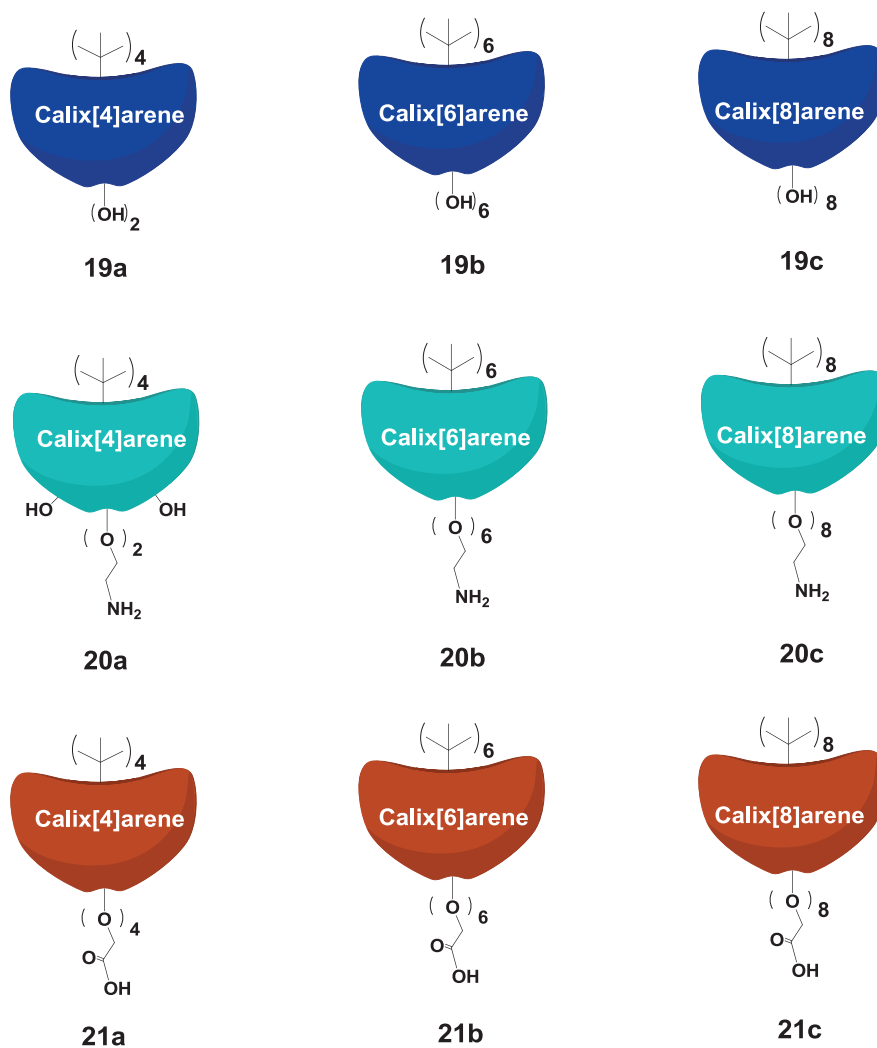 4 6 8
Calix[4]arene Calix[6]arene Calix[8]arene
(OH)2 (OH)6 (OH)8
19a 19b 19c
4 6 8
Calix[4]arene Calix[6]arene Calix[8]arene
HO OH
(O)2 (O)6 (O)8
NH2 NH2 NH2
20a 20b 20c
4 6 8
Calix[4]arene Calix[6]arene Calix[8]arene
(O)4 (O)6 (O)8
O O O
OH OH OH
21a 21b 21c